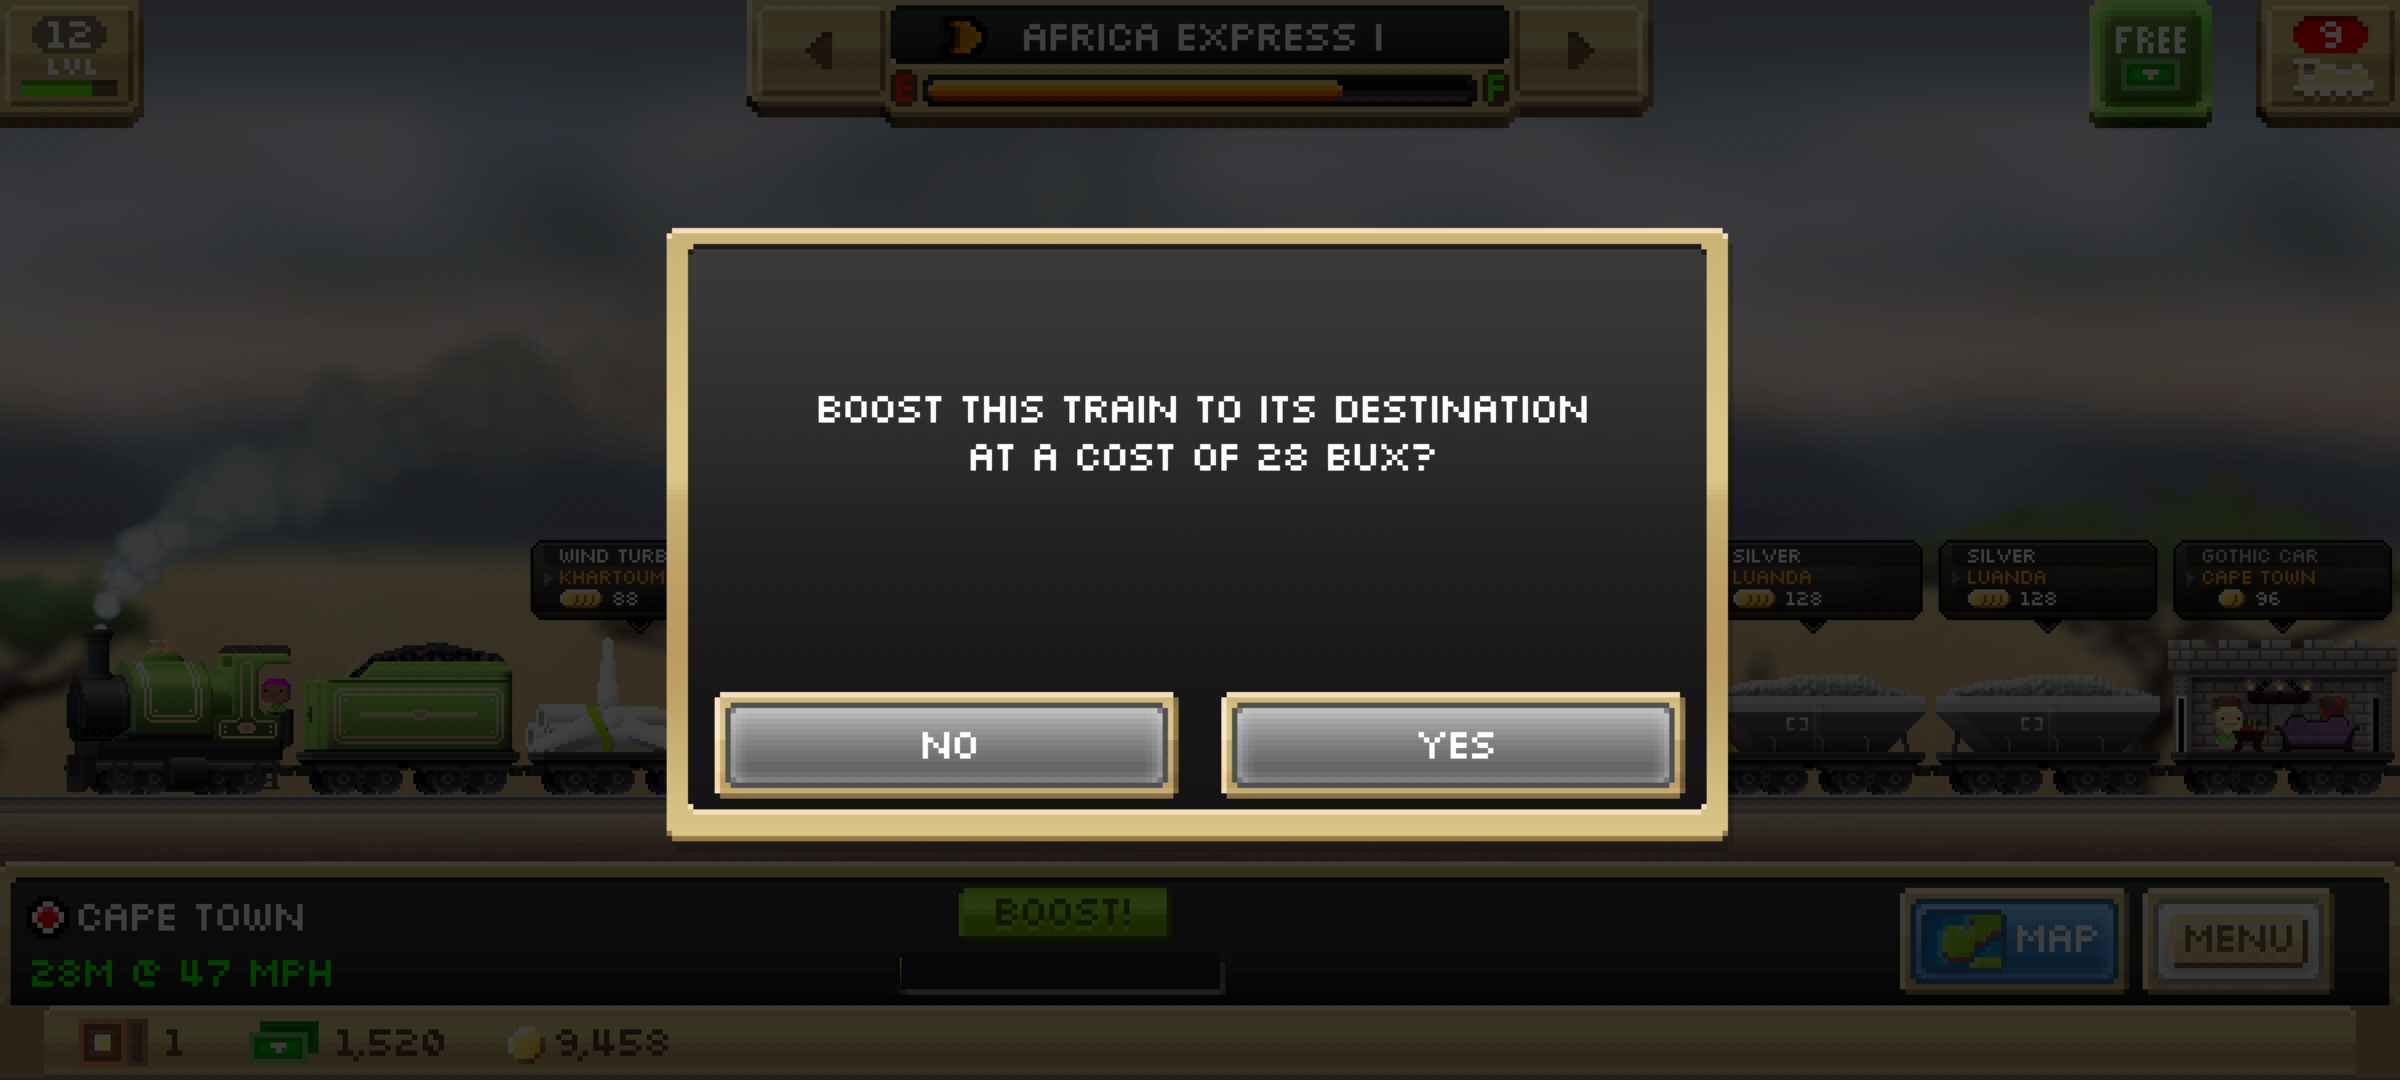 12
LVL
AFRICA EXPRESS I
E
F
FREE
9
BOOST THIS TRAIN TO ITS DESTINATION
AT A COST OF 28 BUX?
NO
YES
WIND TURB
KHARTOUM
88
SILVER
LUANDA
128
SILVER
LUANDA
128
GOTHIC CAR
CAPE TOWN
96
CAPE TOWN
28M @ 47 MPH
BOOST!
MAP
MENU
1
1,520
9,458